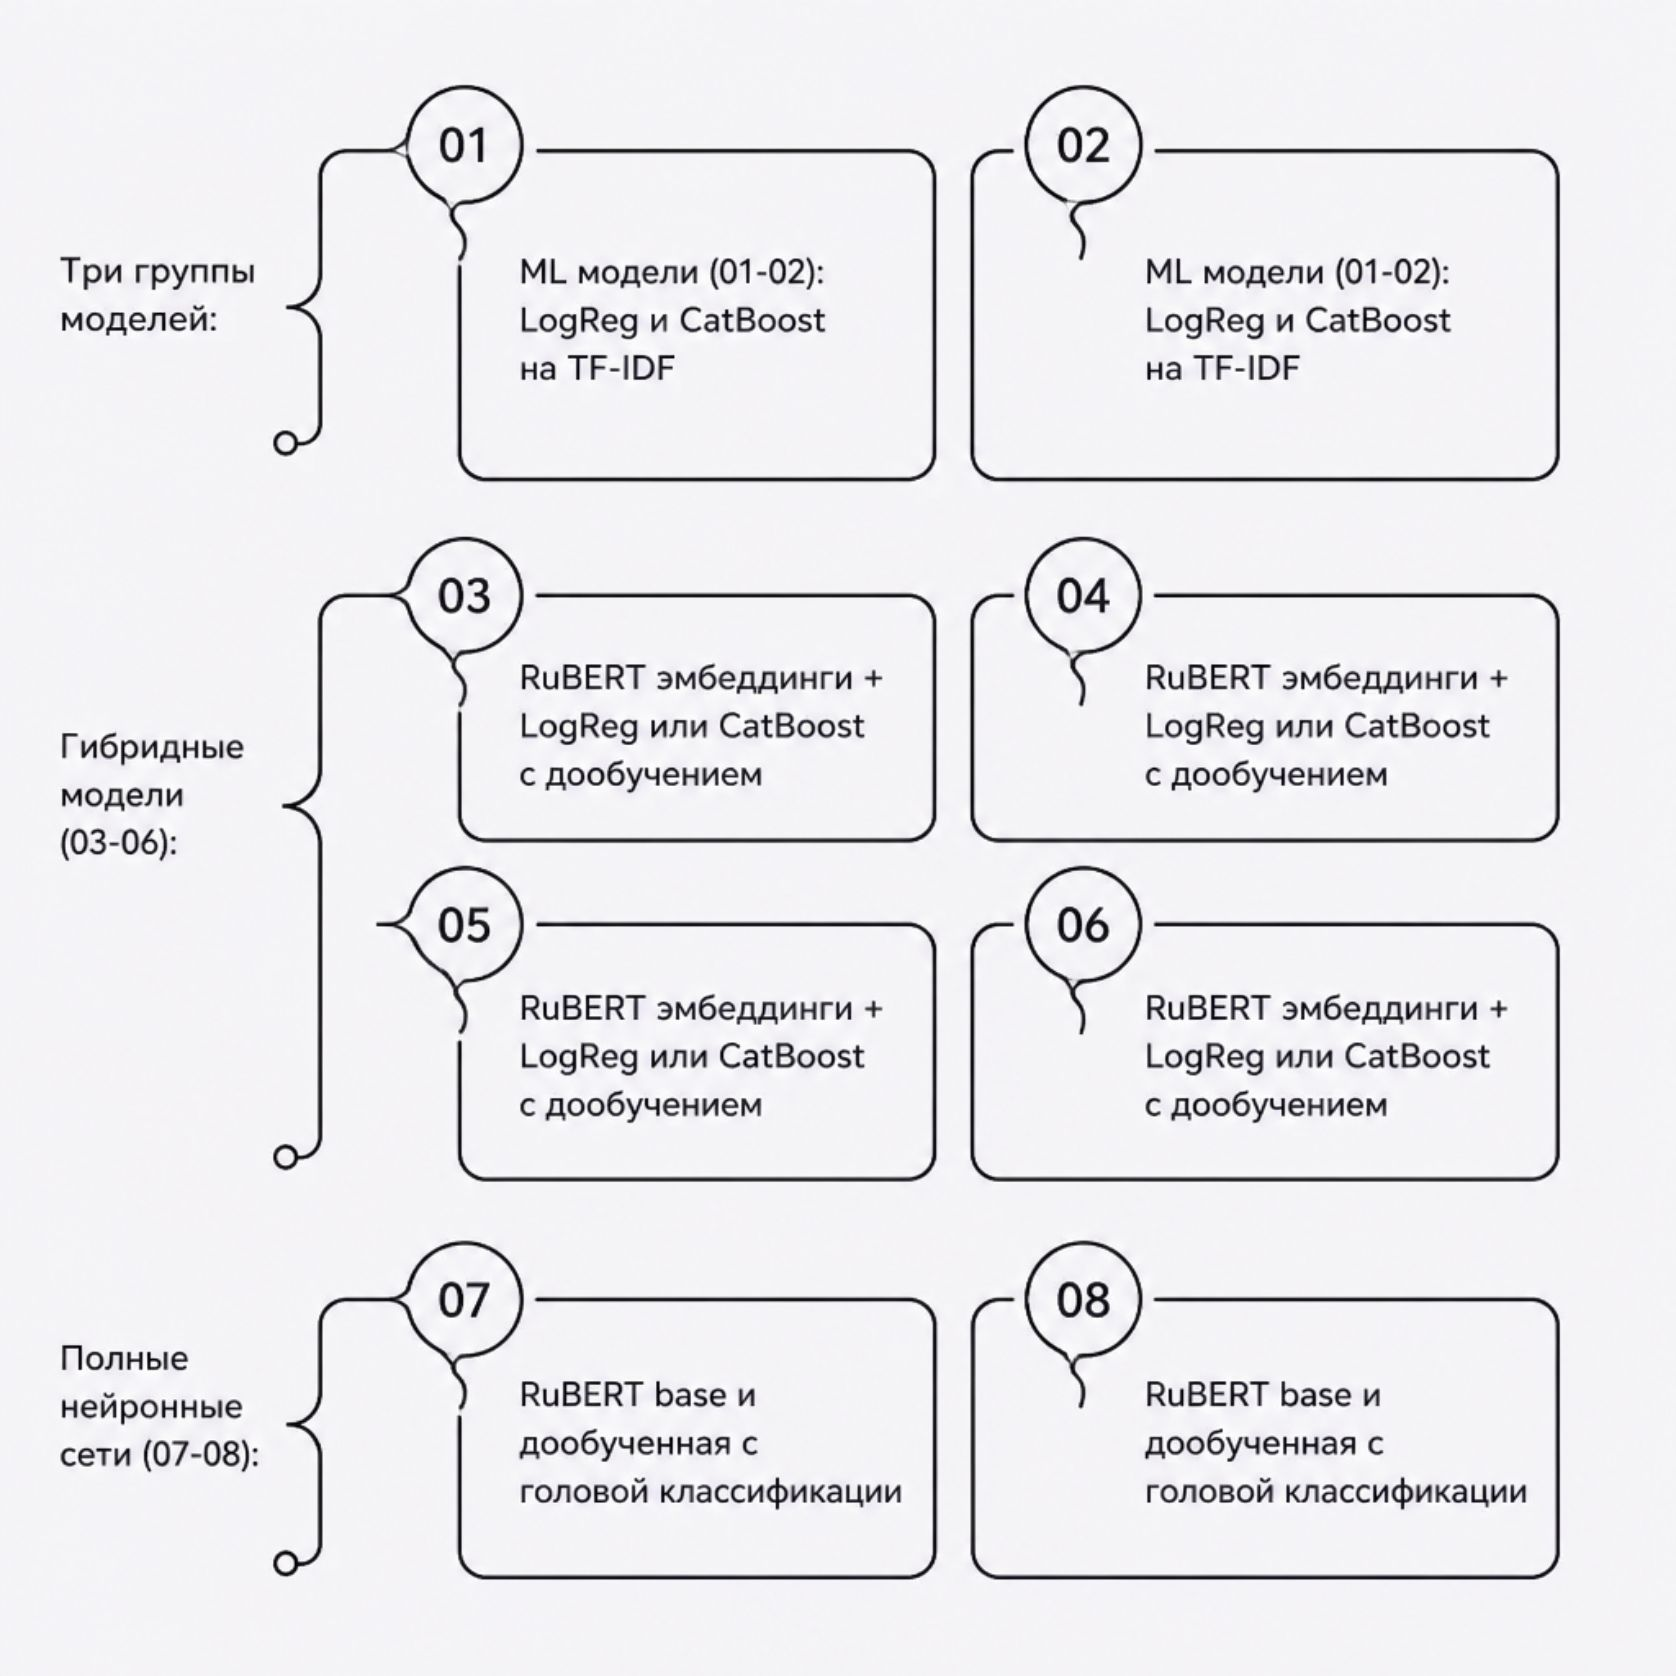 Три группы
моделей:
01
ML модели (01-02):
LogReg и CatBoost
на TF-IDF
02
ML модели (01-02):
LogReg и CatBoost
на TF-IDF
Гибридные
модели
(03-06):
03
RuBERT эмбеддинги +
LogReg или CatBoost
с дообучением
04
RuBERT эмбеддинги +
LogReg или CatBoost
с дообучением
05
RuBERT эмбеддинги +
LogReg или CatBoost
с дообучением
06
RuBERT эмбеддинги +
LogReg или CatBoost
с дообучением
Полные
нейронные
сети (07-08):
07
RuBERT base и
дообученная с
головой классификации
08
RuBERT base и
дообученная с
головой классификации